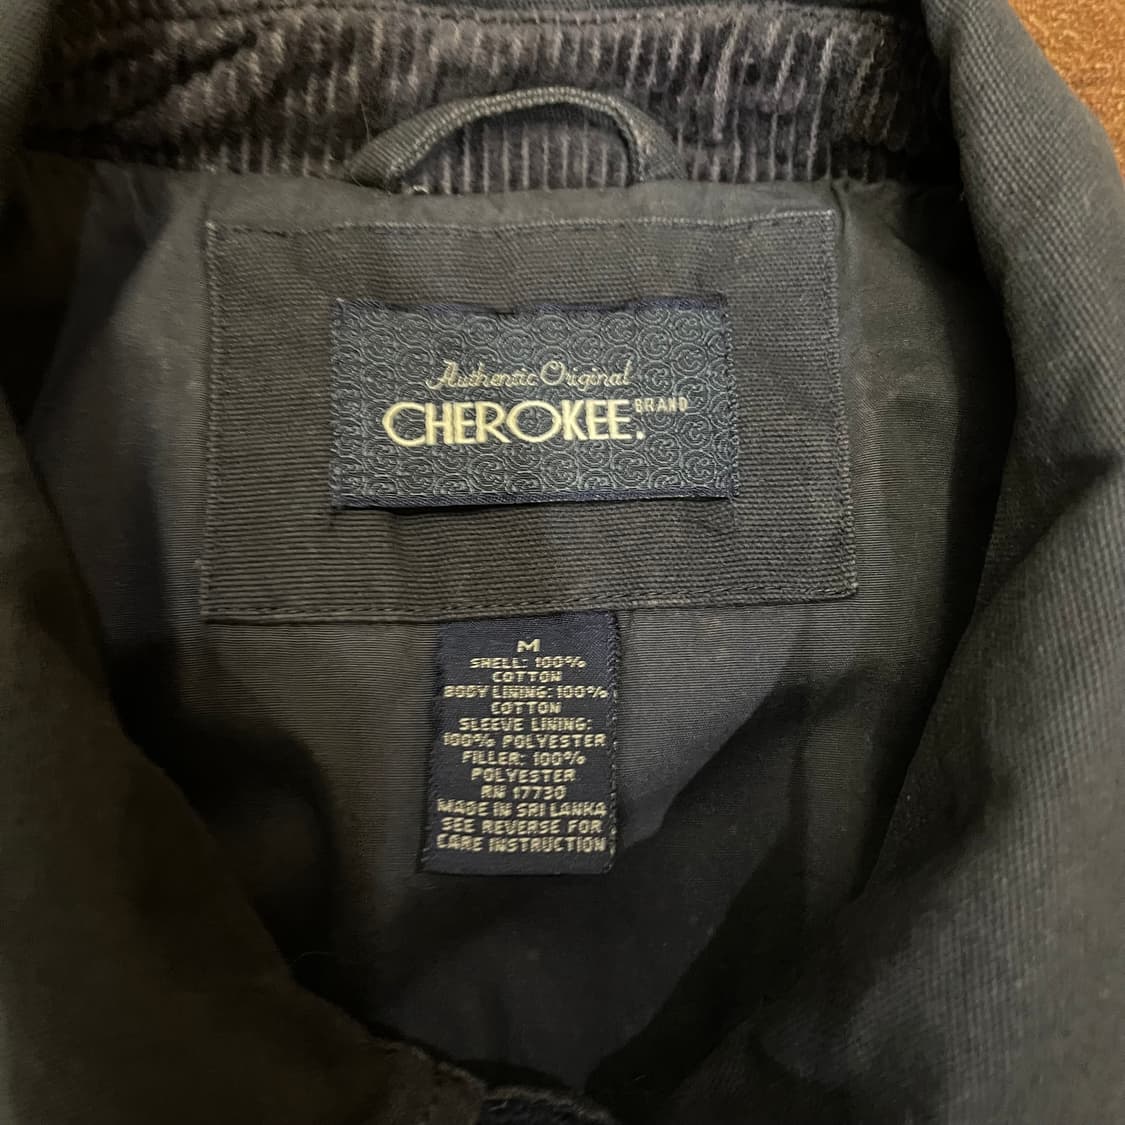 Authentic Original
CHEROKEE. BRAND
M
SHELL: 100%
COTTON
BODY LINING: 100%
COTTON
SLEEVE LINING:
100% POLYESTER
FILLER: 100%
POLYESTER
RN 17730
MADE IN SRI LANKA
SEE REVERSE FOR
CARE INSTRUCTION